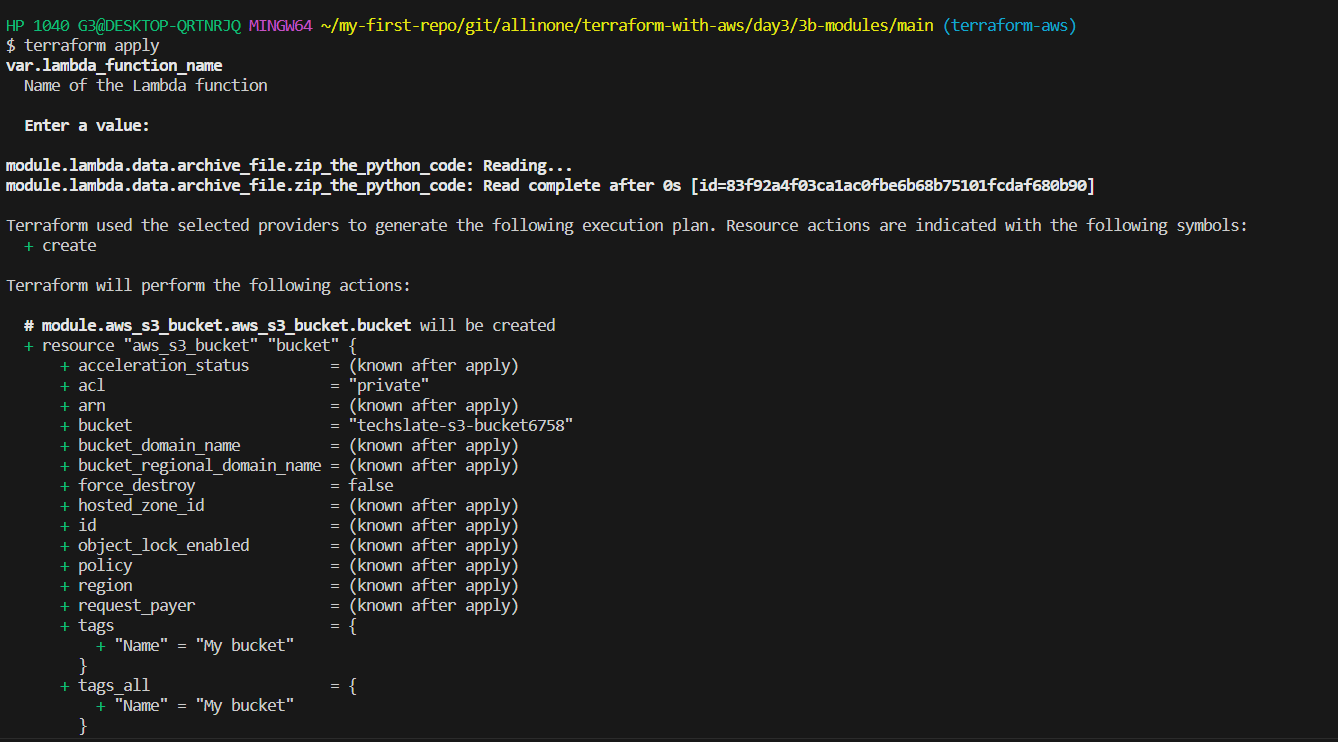 HP 1040 G3@DESKTOP-QRTNRJQ MINGW64 ~/my-first-repo/git/allinone/terraform-with-aws/day3/3b-modules/main (terraform-aws)
$ terraform apply
var.lambda_function_name
  Name of the Lambda function

  Enter a value:

module.lambda.data.archive_file.zip_the_python_code: Reading...
module.lambda.data.archive_file.zip_the_python_code: Read complete after 0s [id=83f92a4f03ca1ac0fbe6b68b75101fcdaf680b90]

Terraform used the selected providers to generate the following execution plan. Resource actions are indicated with the following symbols:
  + create

Terraform will perform the following actions:

  # module.aws_s3_bucket.aws_s3_bucket.bucket will be created
  + resource "aws_s3_bucket" "bucket" {
      + acceleration_status         = (known after apply)
      + acl                         = "private"
      + arn                         = (known after apply)
      + bucket                      = "techslate-s3-bucket6758"
      + bucket_domain_name          = (known after apply)
      + bucket_regional_domain_name = (known after apply)
      + force_destroy               = false
      + hosted_zone_id              = (known after apply)
      + id                          = (known after apply)
      + object_lock_enabled         = (known after apply)
      + policy                      = (known after apply)
      + region                      = (known after apply)
      + request_payer               = (known after apply)
      + tags                        = {
          + "Name" = "My bucket"
        }
      + tags_all                    = {
          + "Name" = "My bucket"
        }